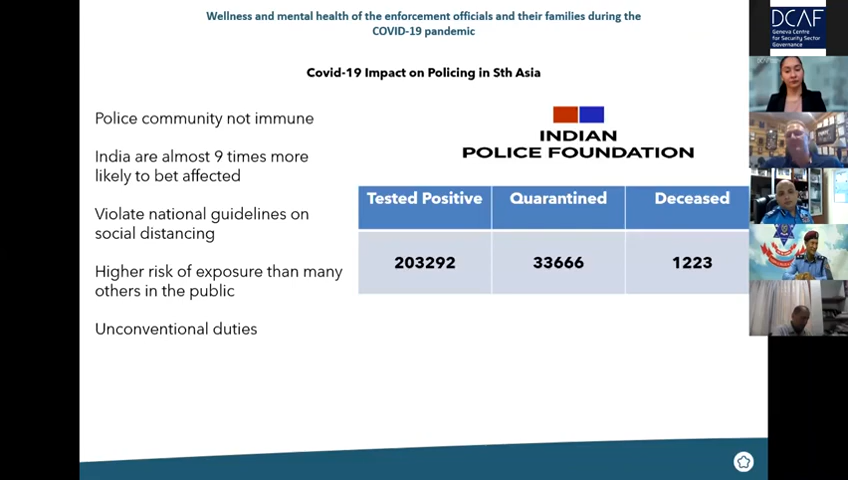 Wellness and mental health of the enforcement officials and their families during the
COVID-19 pandemic
Covid-19 Impact on Policing in Sth Asia
Police community not immune
India are almost 9 times more
likely to bet affected
Violate national guidelines on
social distancing
Higher risk of exposure than many
others in the public
Unconventional duties
INDIAN
POLICE FOUNDATION
Tested Positive Quarantined Deceased
203292 33666 1223
DCAF
Geneva Centre
for Security Sector
Governance